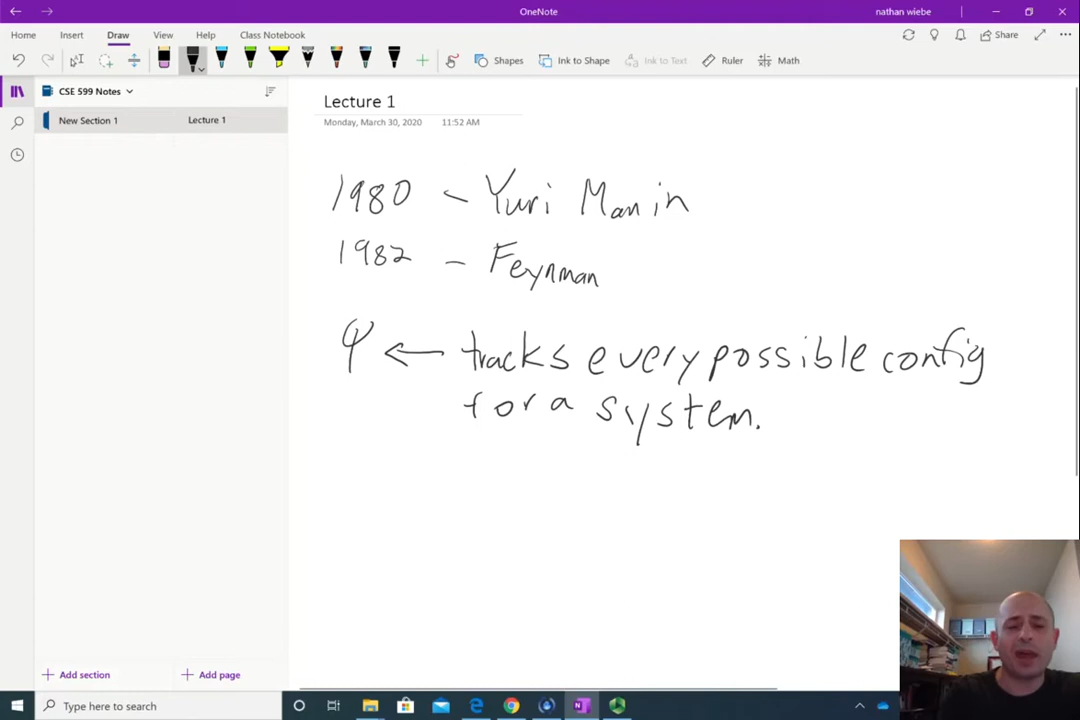 OneNote
nathan wiebe
Home Insert Draw View Help Class Notebook
Share
Shapes Ink to Shape Ink to Text Ruler Math
CSE 599 Notes
New Section 1 Lecture 1
Lecture 1
Monday, March 30, 2020 11:52 AM
1980 - Yuri Manin
1982 - Feynman
ψ ← tracks every possible config
for a system.
+ Add section + Add page
Type here to search